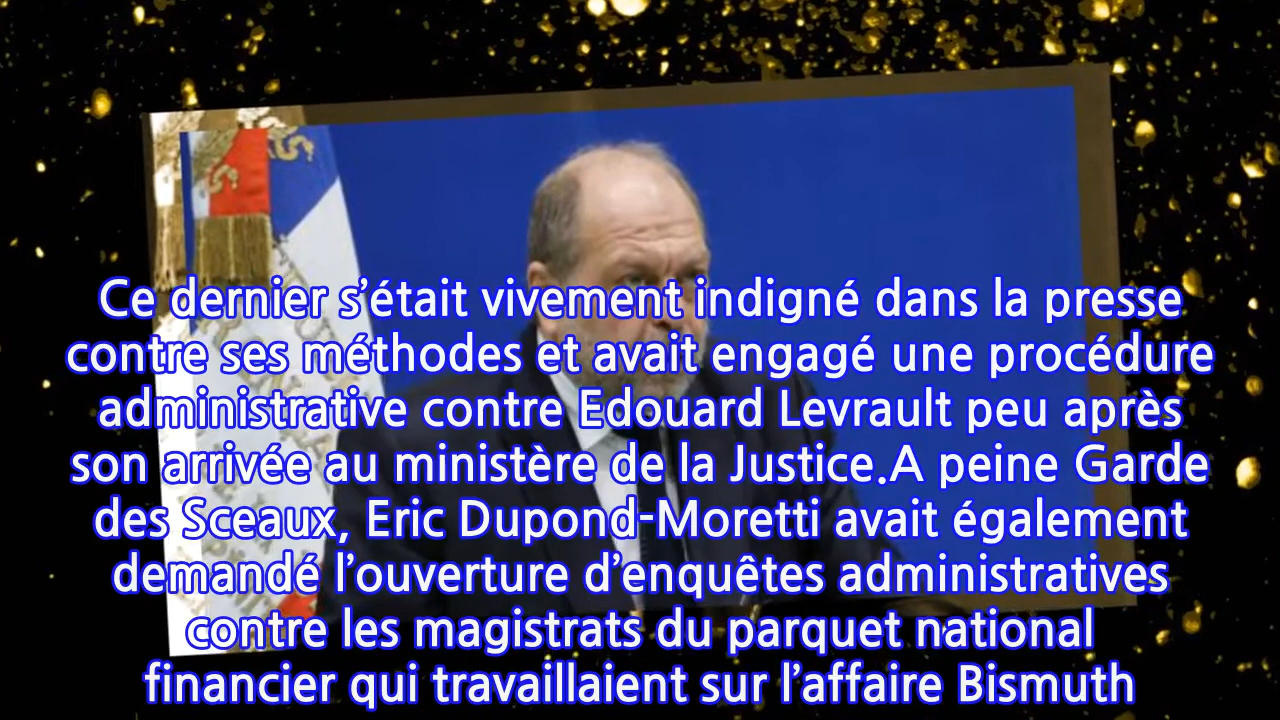 Ce dernier s’était vivement indigné dans la presse
contre ses méthodes et avait engagé une procédure
administrative contre Edouard Levrault peu après
son arrivée au ministère de la Justice.A peine Garde
des Sceaux, Eric Dupond-Moretti avait également
demandé l’ouverture d’enquêtes administratives
contre les magistrats du parquet national
financier qui travaillaient sur l’affaire Bismuth